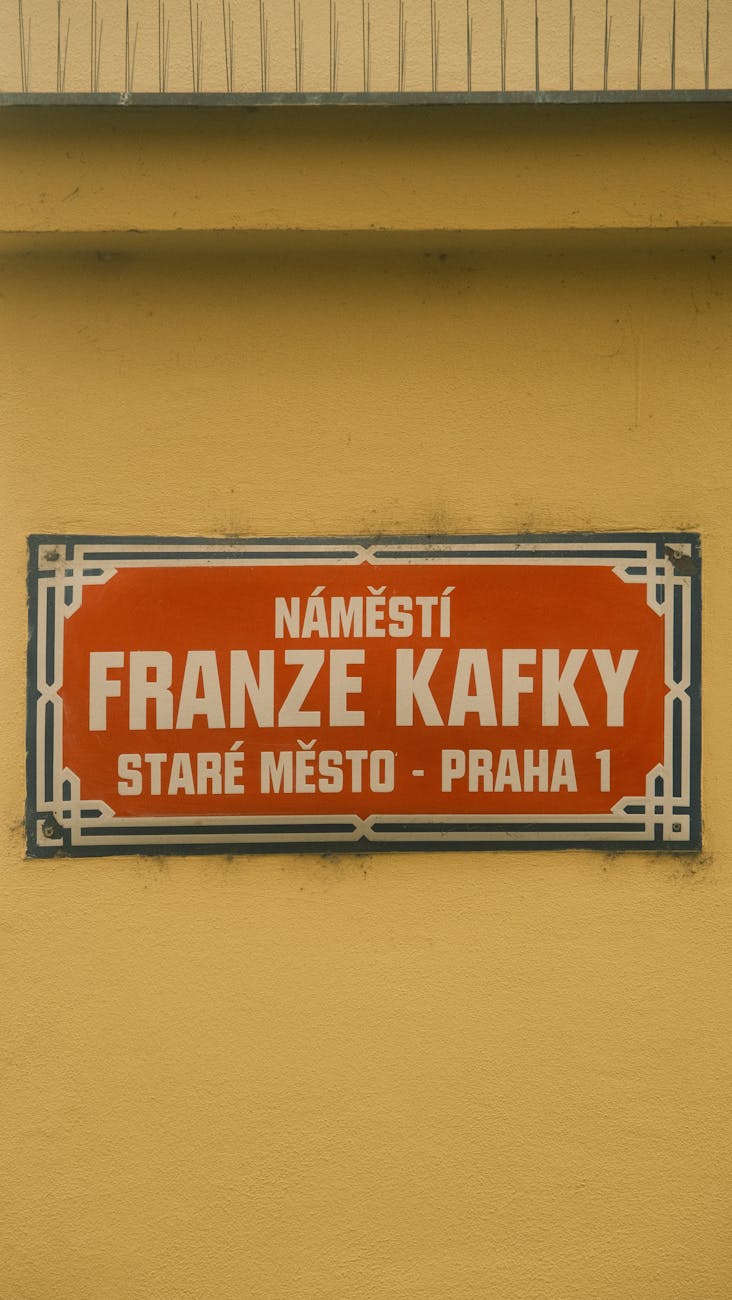 NÁMĚSTÍ
FRANZE KAFKY
STARÉ MĚSTO - PRAHA 1